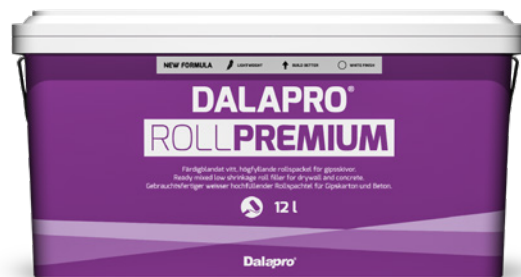 NEW FORMULA LIGHTWEIGHT BUILD BETTER WHITE FINISH
DALAPRO®
ROLLPREMIUM
Färdigblandat vitt, högfyllande rollspackel för gipsskivor.
Ready mixed low shrinkage roll filler for drywall and concrete.
Gebrauchsfertiger weisser hochfüllender Rollspachtel für Gipskarton und Beton.
12 l
Dalapro®